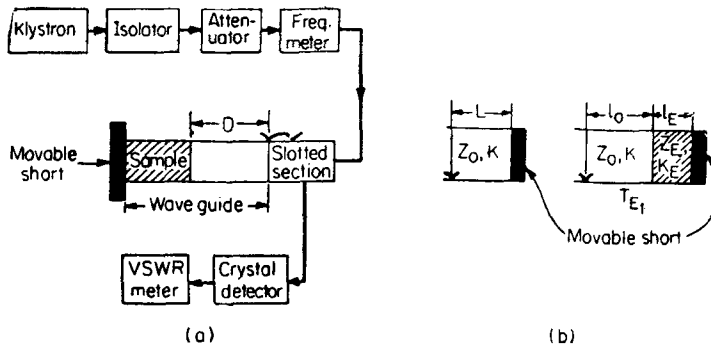 Klystron
Isolator
Atten-
uator
Freq.
meter
D
Movable
short
Sample
Slotted
section
Wave guide
VSWR
meter
Crystal
detector
(a)
L
Z₀, K
l₀
lE
Z₀, K
ZE,
KE
TE₁
Movable short
(b)